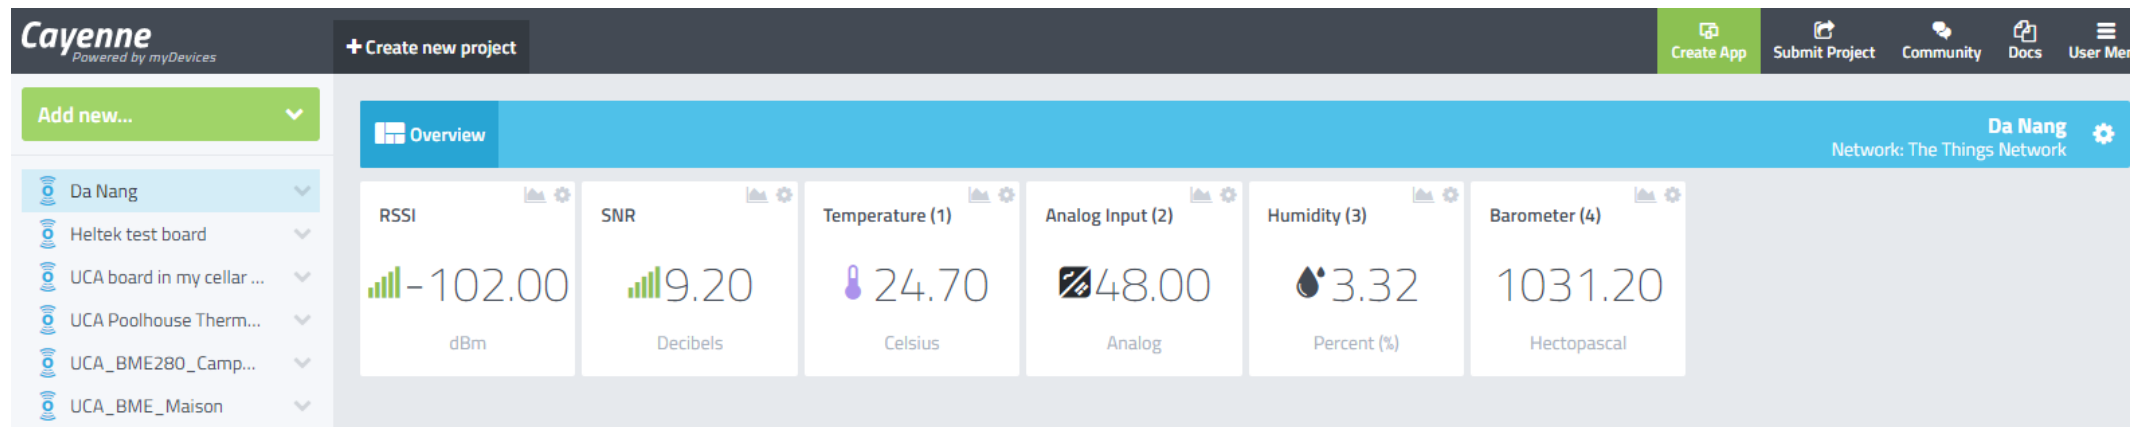 Cayenne
Powered by myDevices
+ Create new project
Create App
Submit Project
Community
Docs
User Men
Add new...
Overview
Da Nang
Network: The Things Network
Da Nang
Heltek test board
UCA board in my cellar ...
UCA Poolhouse Therm...
UCA_BME280_Camp...
UCA_BME_Maison
RSSI
-102.00
dBm
SNR
9.20
Decibels
Temperature (1)
24.70
Celsius
Analog Input (2)
48.00
Analog
Humidity (3)
3.32
Percent (%)
Barometer (4)
1031.20
Hectopascal